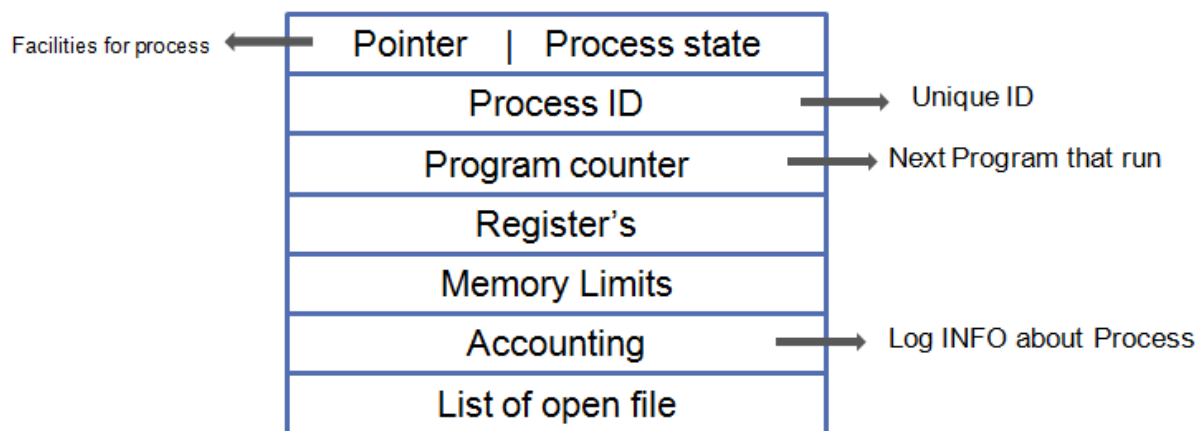 Facilities for process
Pointer | Process state
Process ID
Unique ID
Program counter
Next Program that run
Register's
Memory Limits
Accounting
Log INFO about Process
List of open file